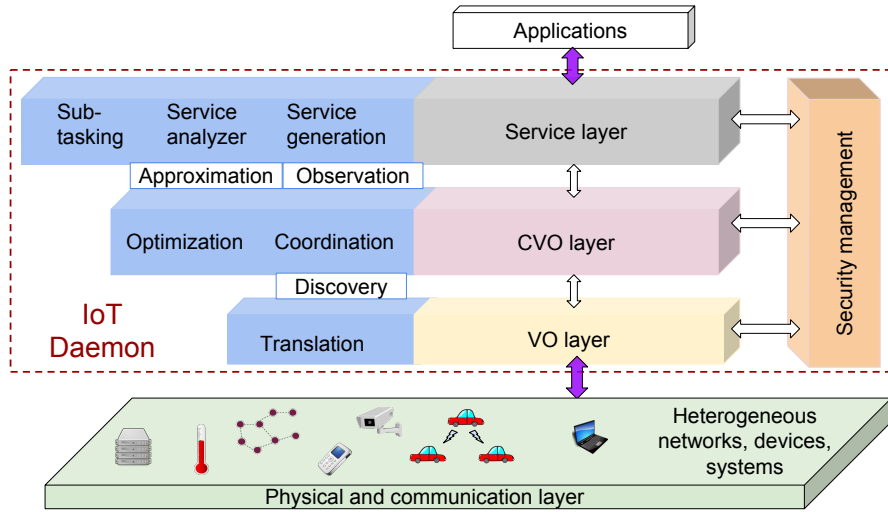 Applications
Sub-
tasking
Service
analyzer
Service
generation
Service layer
Approximation
Observation
Optimization
Coordination
CVO layer
Discovery
IoT
Daemon
Translation
VO layer
Security management
Heterogeneous
networks, devices,
systems
Physical and communication layer